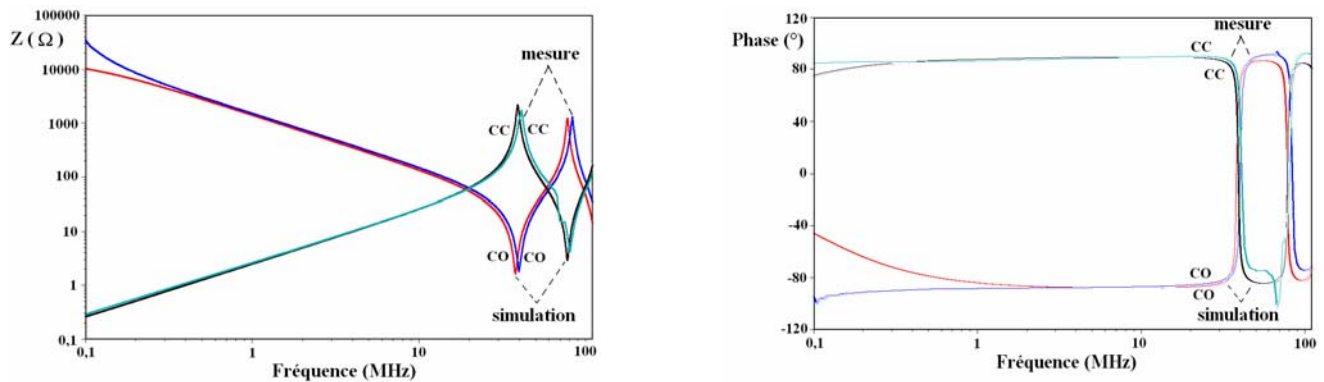 100000
Z (Ω)
10000
1000
100
10
1
0,1
mesure
CC CC
CO CO
simulation
0,1 1 10 100
Fréquence (MHz)
120
Phase (°)
80
40
0
-40
-80
-120
mesure
CC
CC
CO
CO
simulation
0,1 1 10 100
Fréquence (MHz)